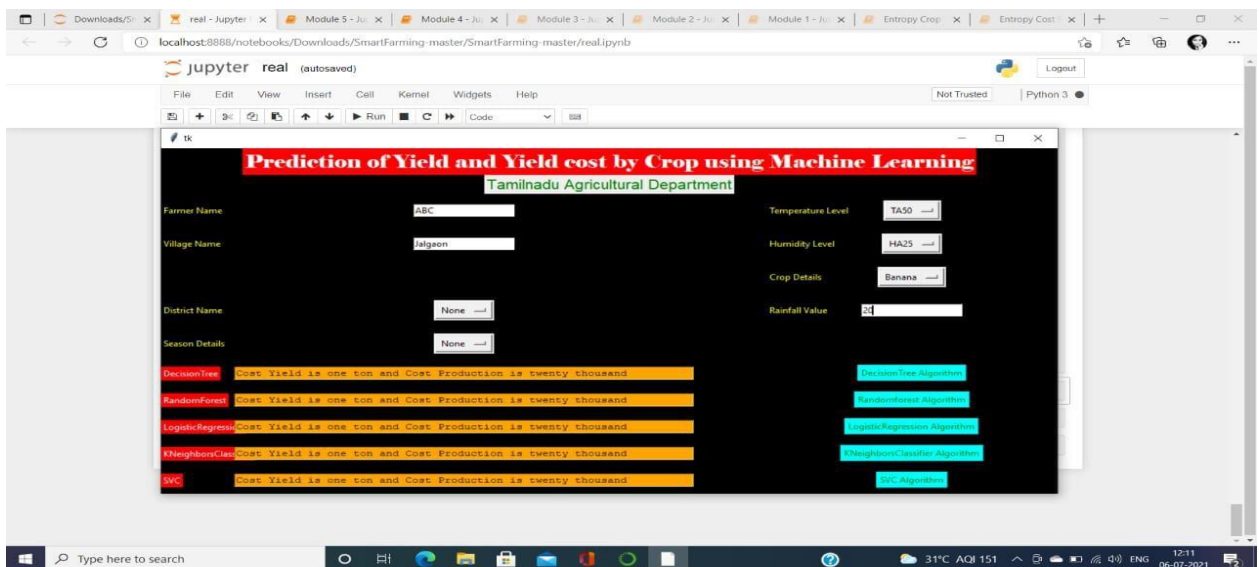 Downloads/S
real - Jupyter
Module 5 - Ju
Module 4 - Ju
Module 3 - Ju
Module 2 - Ju
Module 1 - Ju
Entropy Crop
Entropy Cost
localhost:8888/notebooks/Downloads/SmartFarming-master/SmartFarming-master/real.ipynb
jupyter real (autosaved)
Logout
File Edit View Insert Cell Kernel Widgets Help
Not Trusted
Python 3
Run
Code
tk
Prediction of Yield and Yield cost by Crop using Machine Learning
Tamilnadu Agricultural Department
Farmer Name ABC Temperature Level TA50
Village Name Jalgaon Humidity Level HA25
Crop Details Banana
District Name None Rainfall Value 20
Season Details None
DecisionTree Cost Yield is one ton and Cost Production is twenty thousand DecisionTree Algorithm
RandomForest Cost Yield is one ton and Cost Production is twenty thousand Randomforest Algorithm
LogisticRegressi Cost Yield is one ton and Cost Production is twenty thousand LogisticRegression Algorithm
KNeighborsClas Cost Yield is one ton and Cost Production is twenty thousand KNeighborsClassifier Algorithm
SVC Cost Yield is one ton and Cost Production is twenty thousand SVC Algorithm
Type here to search
31°C AQI 151
ENG
12:11
06-07-2021